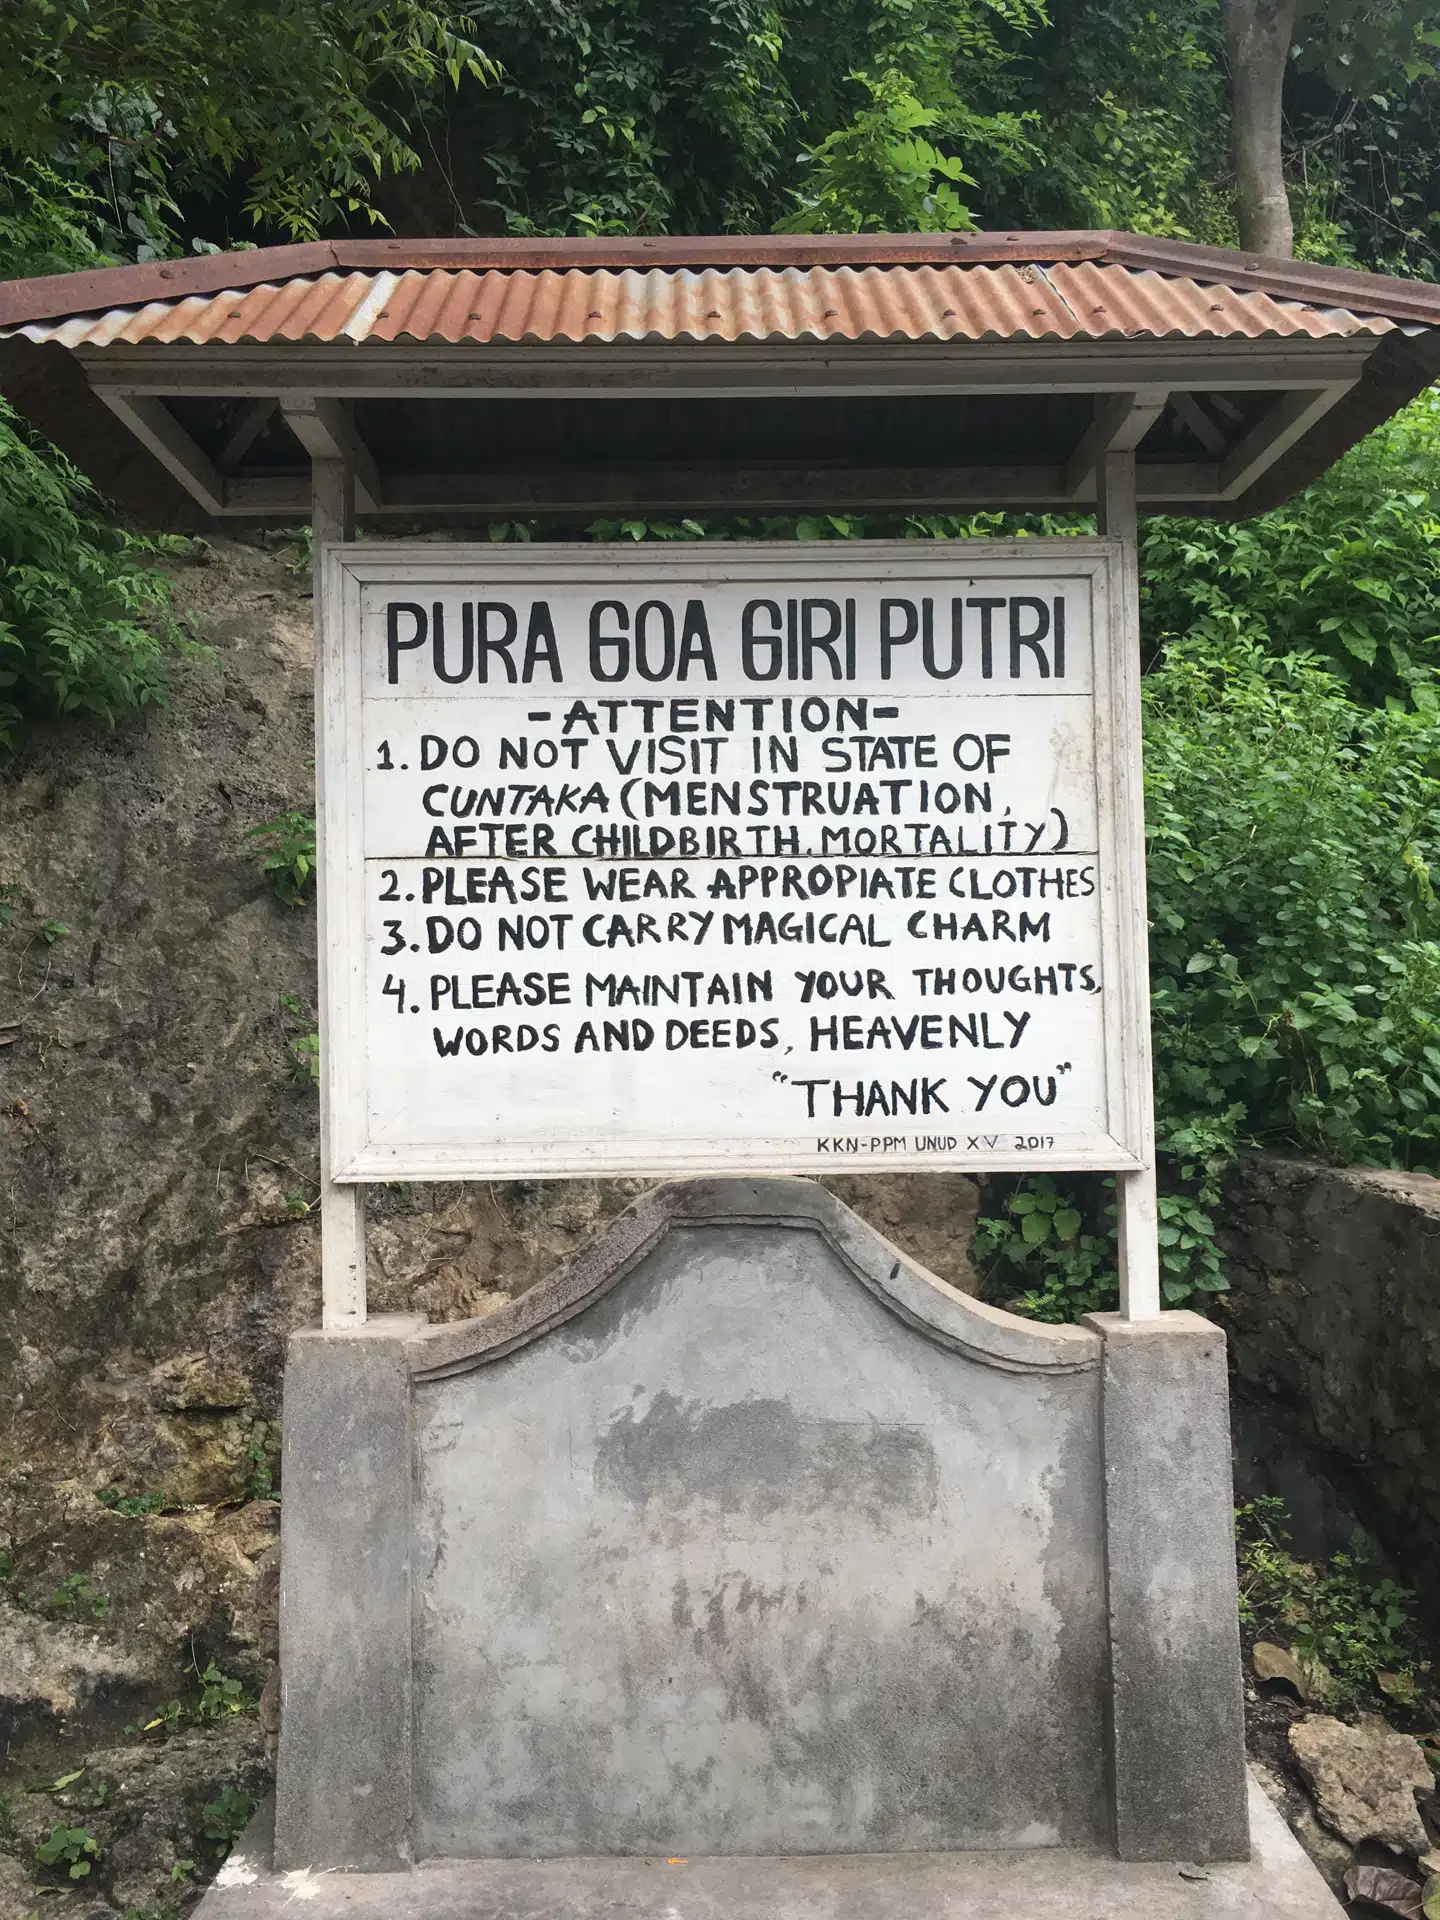 PURA GOA GIRI PUTRI
-ATTENTION-
1. DO NOT VISIT IN STATE OF
CUNTAKA (MENSTRUATION,
AFTER CHILDBIRTH, MORTALITY)
2. PLEASE WEAR APPROPIATE CLOTHES
3. DO NOT CARRY MAGICAL CHARM
4. PLEASE MAINTAIN YOUR THOUGHTS,
WORDS AND DEEDS, HEAVENLY
"THANK YOU"
KKN-PPM UNUD XV 2017